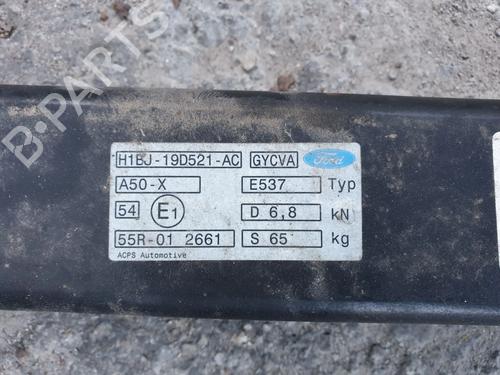 B-Parts
H1BJ-19D521-AC GYCVA Ford
A50-X E537 Typ
54 E1 D 6,8 kN
55R-01 2661 S 65 kg
ACPS Automotive